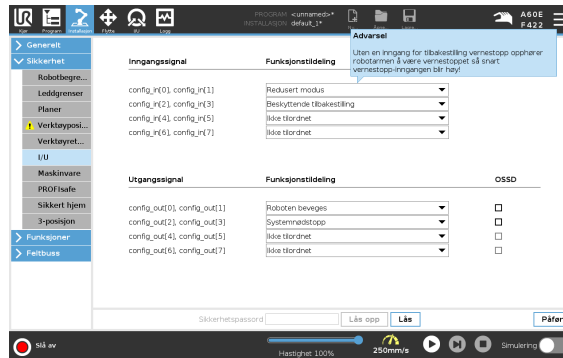 PROGRAM <unnamed>*
INSTALLASJON default_1*
A60E
F422
Kjør Program Installasjon Flytte I/U Logg
Advarsel
Uten en inngang for tilbakestilling vernestopp opphører
robotarmen å være vernestoppet så snart
vernestopp-inngangen blir høy!
Generelt
Sikkerhet
Robotbegre...
Leddgrenser
Planer
Verktøyposi...
Verktøyret...
I/U
Maskinvare
PROFIsafe
Sikkert hjem
3-posisjon
Funksjoner
Feltbuss
Inngangssignal Funksjonstildeling
config_in[0], config_in[1] Redusert modus
config_in[2], config_in[3] Beskyttende tilbakestilling
config_in[4], config_in[5] Ikke tilordnet
config_in[6], config_in[7] Ikke tilordnet
Utgangssignal Funksjonstildeling OSSD
config_out[0], config_out[1] Roboten beveges
config_out[2], config_out[3] Systemnødstopp
config_out[4], config_out[5] Ikke tilordnet
config_out[6], config_out[7] Ikke tilordnet
Sikkerhetspassord Lås opp Lås Påfør
Slå av
Hastighet 100%
250mm/s
Simulering